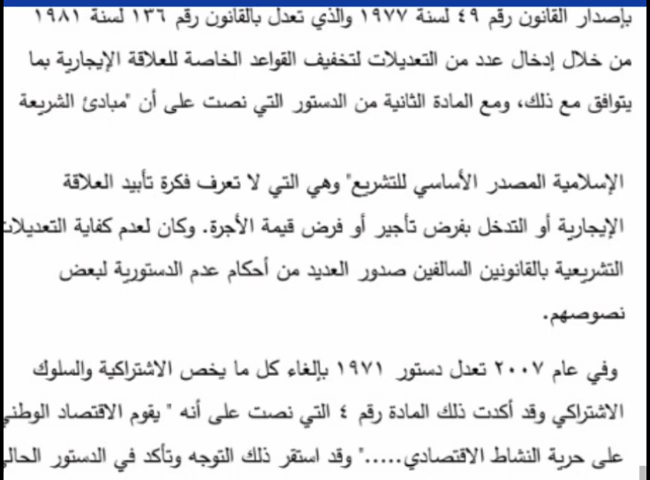 بإصدار القانون رقم ٤٩ لسنة ١٩٧٧ والذي تعدل بالقانون رقم ١٣٦ لسنة ١٩٨١
من خلال إدخال عدد من التعديلات لتخفيف القواعد الخاصة للعلاقة الإيجارية بما
يتوافق مع ذلك، ومع المادة الثانية من الدستور التي نصت على أن "مبادئ الشريعة
الإسلامية المصدر الأساسي للتشريع" وهي التي لا تعرف فكرة تأبيد العلاقة
الإيجارية أو التدخل بفرض تأجير أو فرض قيمة الأجرة. وكان لعدم كفاية التعديلات
التشريعية بالقانونين السالفين صدور العديد من أحكام عدم الدستورية لبعض
نصوصهم.
وفي عام ٢٠٠٧ تعدل دستور ١٩٧١ بإلغاء كل ما يخص الاشتراكية والسلوك
الاشتراكي وقد أكدت ذلك المادة رقم ٤ التي نصت على أنه " يقوم الاقتصاد الوطني
على حرية النشاط الاقتصادي....." وقد استقر ذلك التوجه وتأكد في الدستور الحالي